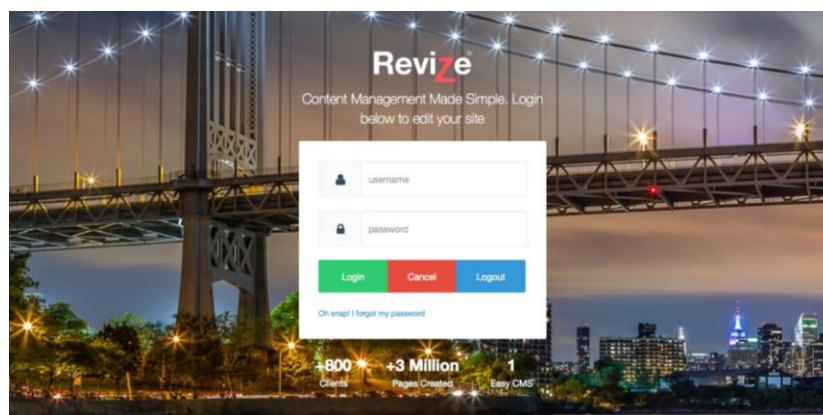 Revize
Content Management Made Simple. Login
below to edit your site
username
password
Login Cancel Logout
Oh snap! I forgot my password
+800 +3 Million 1
Clients Pages Created Easy CMS